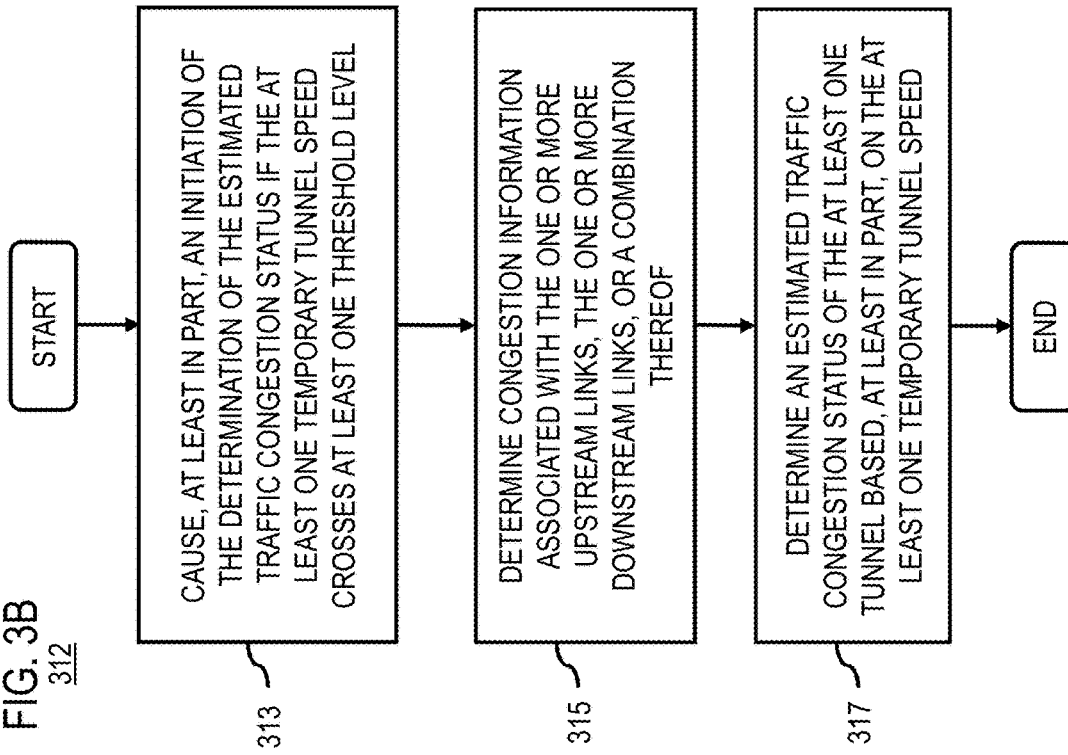 FIG. 3B
312
START
313
CAUSE, AT LEAST IN PART, AN INITIATION OF
THE DETERMINATION OF THE ESTIMATED
TRAFFIC CONGESTION STATUS IF THE AT
LEAST ONE TEMPORARY TUNNEL SPEED
CROSSES AT LEAST ONE THRESHOLD LEVEL
315
DETERMINE CONGESTION INFORMATION
ASSOCIATED WITH THE ONE OR MORE
UPSTREAM LINKS, THE ONE OR MORE
DOWNSTREAM LINKS, OR A COMBINATION
THEREOF
317
DETERMINE AN ESTIMATED TRAFFIC
CONGESTION STATUS OF THE AT LEAST ONE
TUNNEL BASED, AT LEAST IN PART, ON THE AT
LEAST ONE TEMPORARY TUNNEL SPEED
END